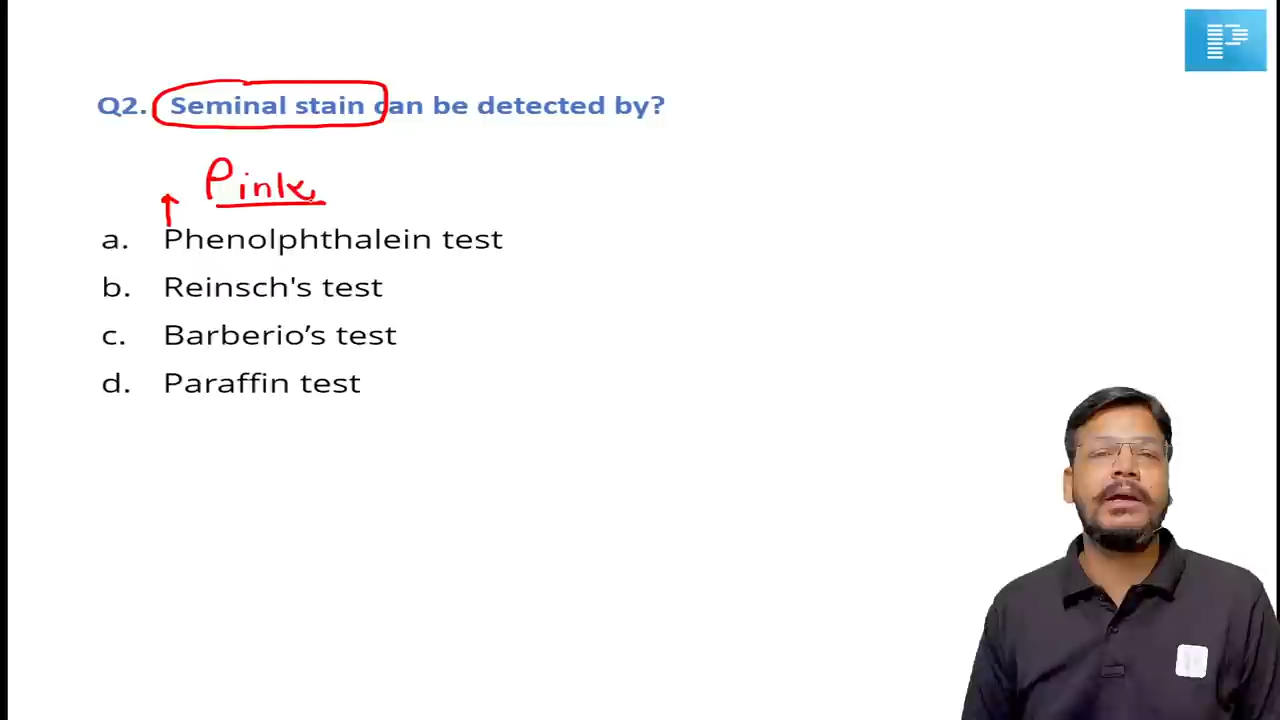 Q2. Seminal stain can be detected by?
Pink
a. Phenolphthalein test
b. Reinsch's test
c. Barberio’s test
d. Paraffin test